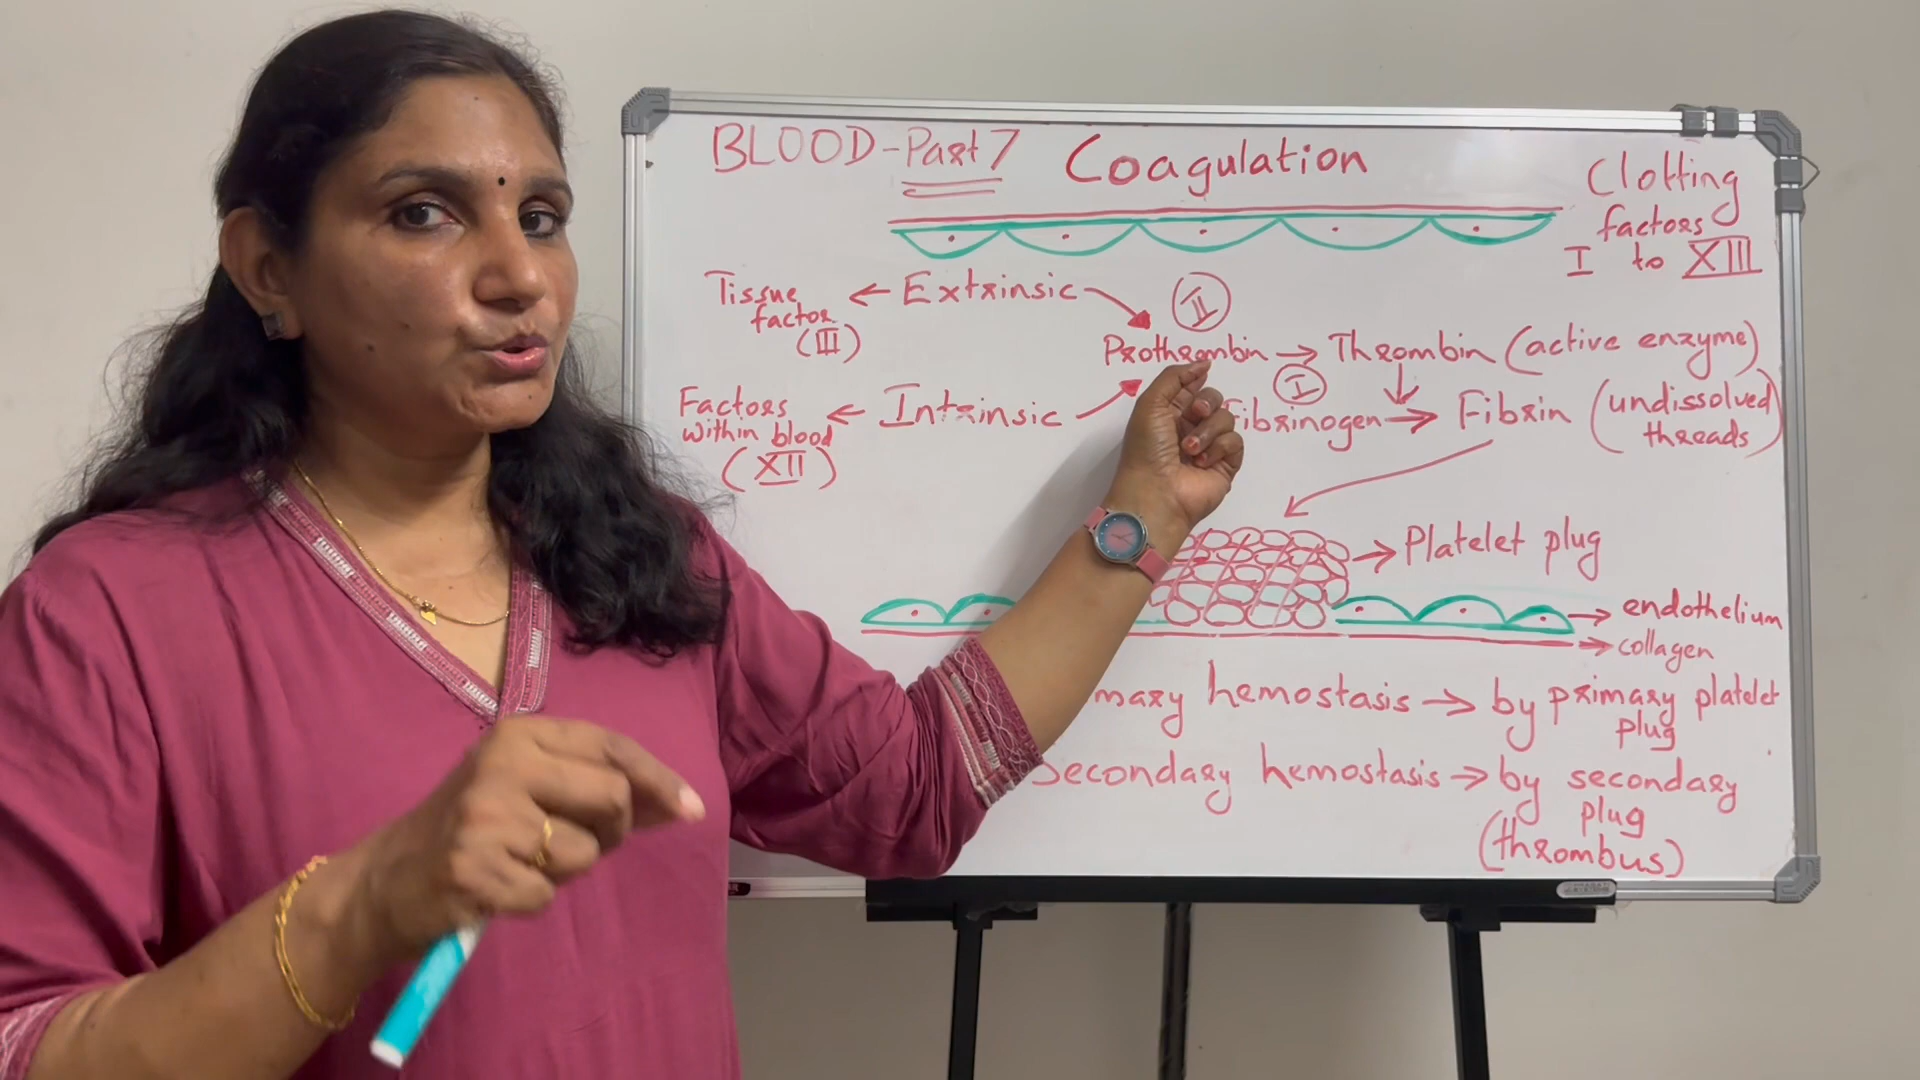 BLOOD-Part 7
Coagulation
Clotting
factors
I to XIII
Tissue
factor
(III)
← Extrinsic
II
Prothrombin → Thrombin (active enzyme)
I
Factors
within blood
(XII)
← Intrinsic
Fibrinogen → Fibrin (undissolved
threads)
→ Platelet plug
→ endothelium
→ collagen
mary hemostasis → by primary platelet
plug
Secondary hemostasis → by secondary
plug
(thrombus)